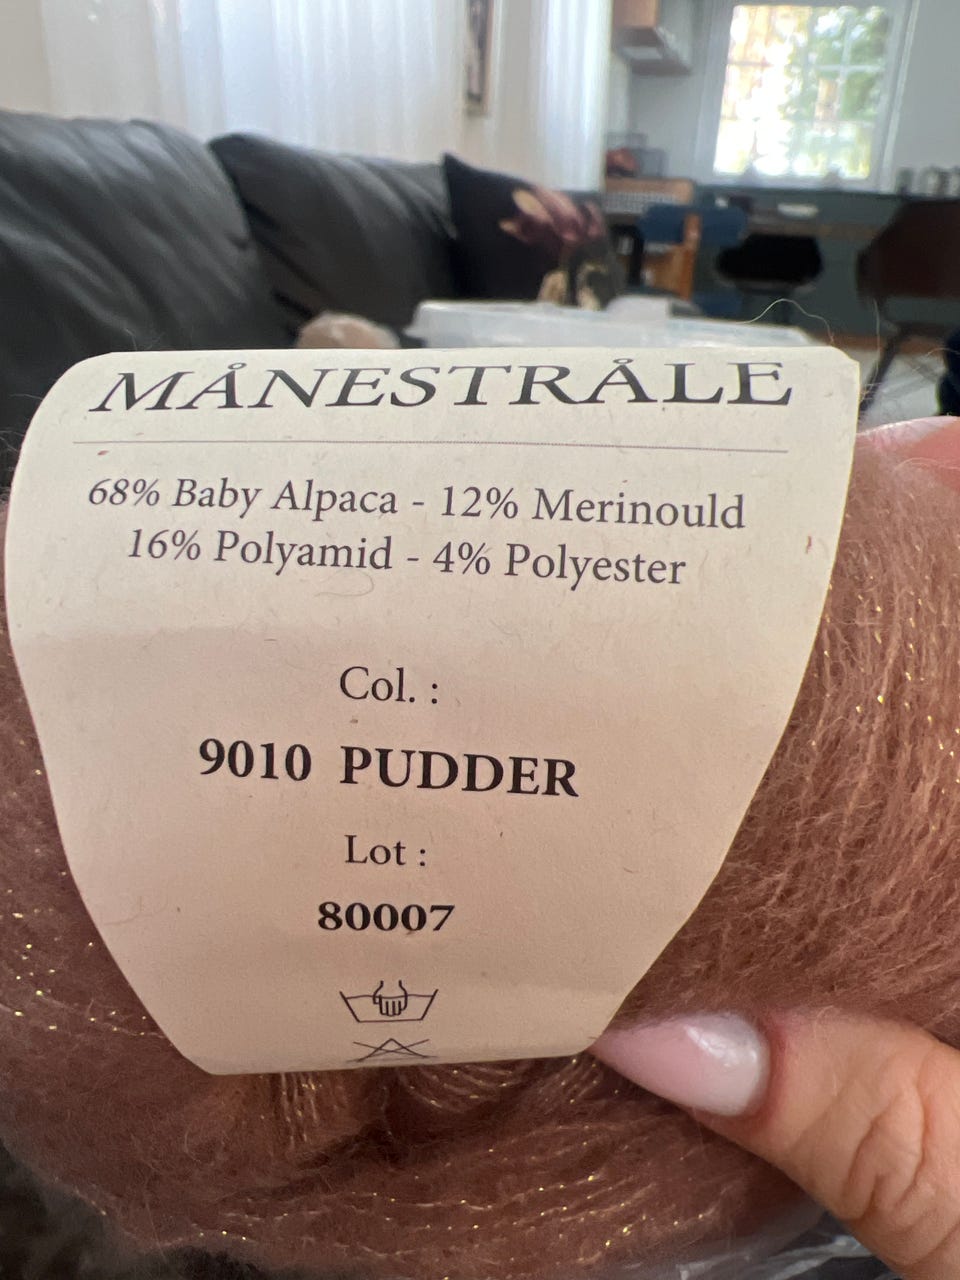 MÅNESTRÅLE
68% Baby Alpaca - 12% Merinould
16% Polyamid - 4% Polyester
Col. :
9010 PUDDER
Lot :
80007